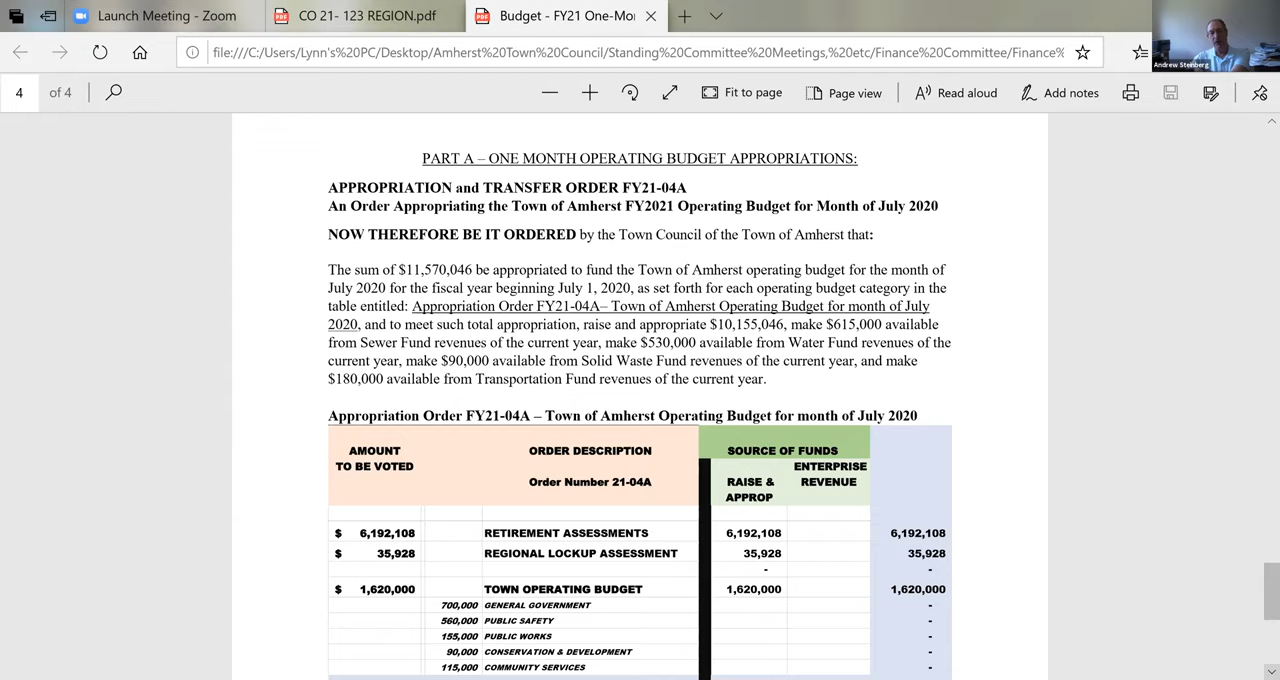 Launch Meeting - Zoom
CO 21- 123 REGION.pdf
Budget - FY21 One-Mo
file:///C:/Users/Lynn's%20PC/Desktop/Amherst%20Town%20Council/Standing%20Committee%20Meetings,%20etc/Finance%20Committee/Finance%
Andrew Steinberg
4 of 4
Fit to page
Page view
Read aloud
Add notes
PART A – ONE MONTH OPERATING BUDGET APPROPRIATIONS:
APPROPRIATION and TRANSFER ORDER FY21-04A
An Order Appropriating the Town of Amherst FY2021 Operating Budget for Month of July 2020
NOW THEREFORE BE IT ORDERED by the Town Council of the Town of Amherst that:
The sum of $11,570,046 be appropriated to fund the Town of Amherst operating budget for the month of
July 2020 for the fiscal year beginning July 1, 2020, as set forth for each operating budget category in the
table entitled: Appropriation Order FY21-04A– Town of Amherst Operating Budget for month of July
2020, and to meet such total appropriation, raise and appropriate $10,155,046, make $615,000 available
from Sewer Fund revenues of the current year, make $530,000 available from Water Fund revenues of the
current year, make $90,000 available from Solid Waste Fund revenues of the current year, and make
$180,000 available from Transportation Fund revenues of the current year.
Appropriation Order FY21-04A – Town of Amherst Operating Budget for month of July 2020
AMOUNT ORDER DESCRIPTION SOURCE OF FUNDS
TO BE VOTED ENTERPRISE
Order Number 21-04A RAISE & REVENUE
APPROP
$ 6,192,108 RETIREMENT ASSESSMENTS 6,192,108 6,192,108
$ 35,928 REGIONAL LOCKUP ASSESSMENT 35,928 35,928
- -
$ 1,620,000 TOWN OPERATING BUDGET 1,620,000 1,620,000
700,000 GENERAL GOVERNMENT -
560,000 PUBLIC SAFETY -
155,000 PUBLIC WORKS -
90,000 CONSERVATION & DEVELOPMENT -
115,000 COMMUNITY SERVICES -